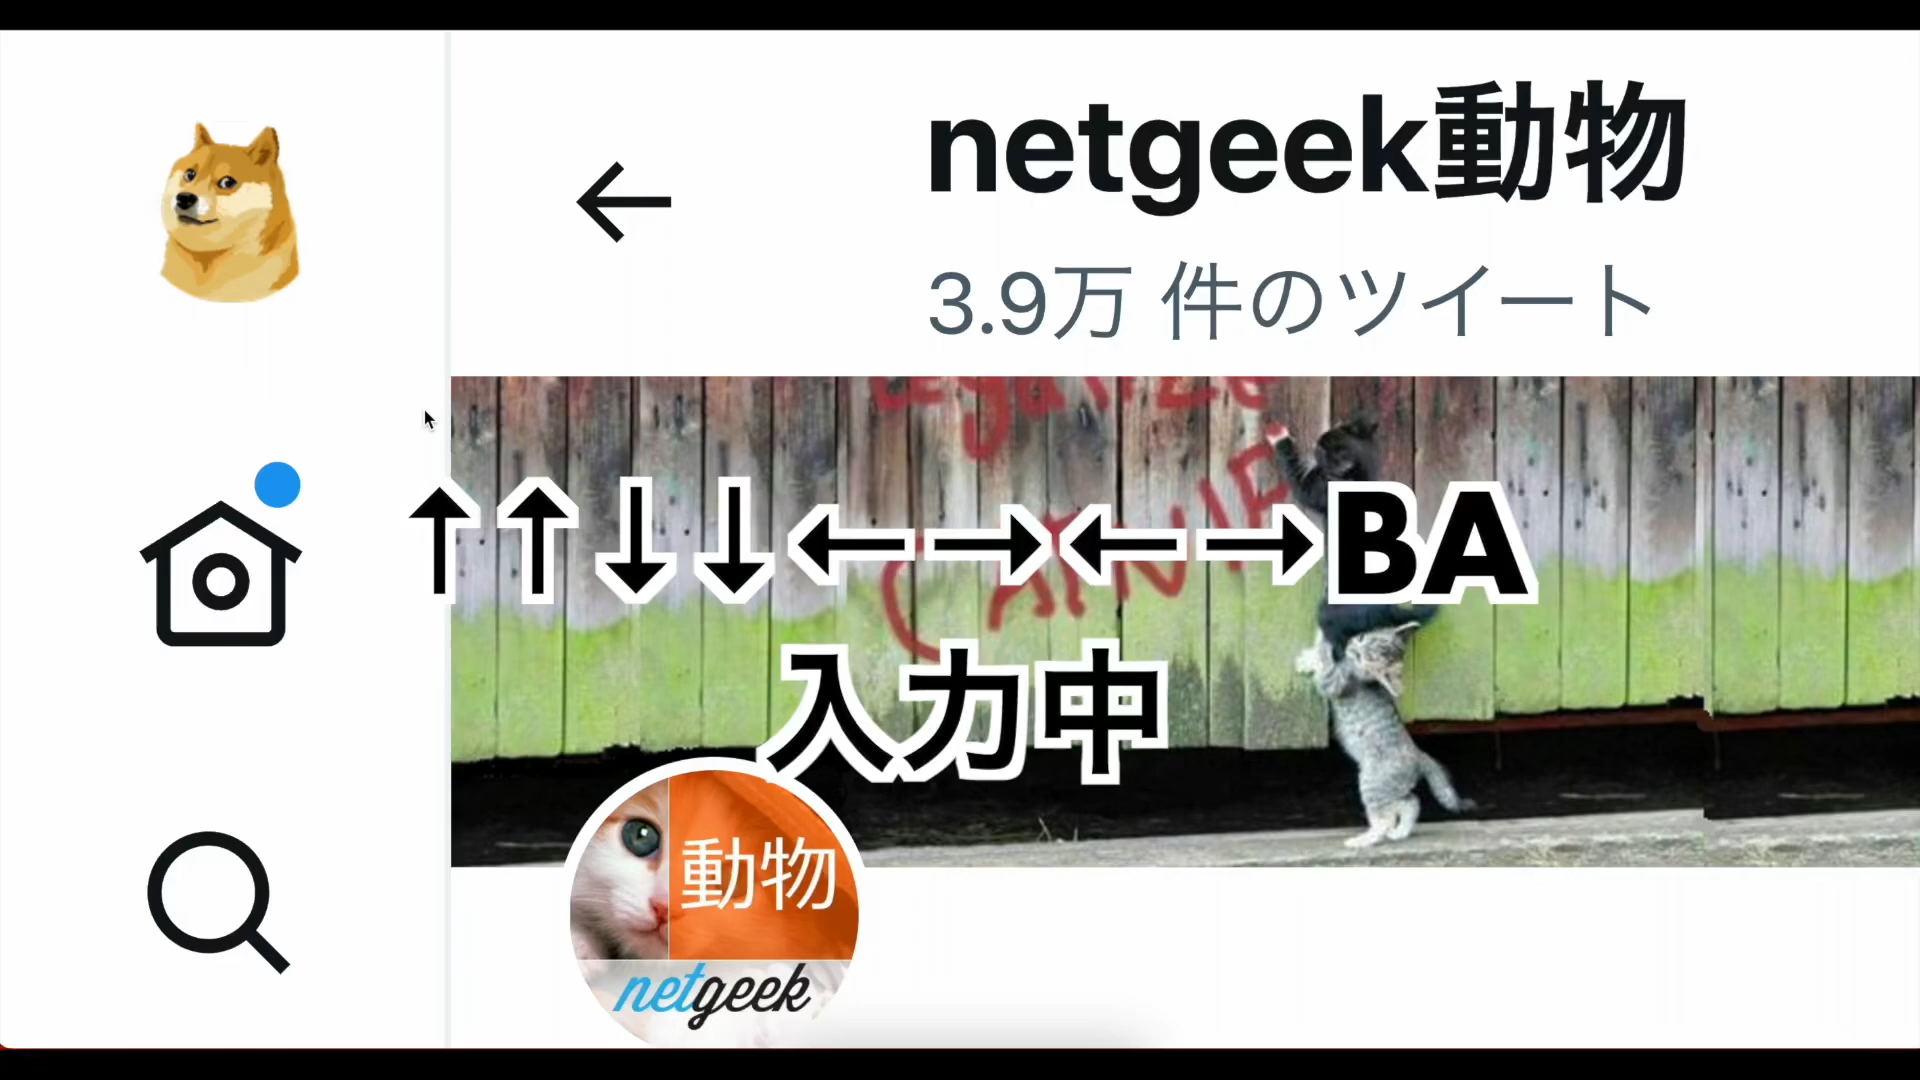 netgeek動物
3.9万 件のツイート
Legalize
↑↑↓↓←→←→BA
入力中
動物
netgeek